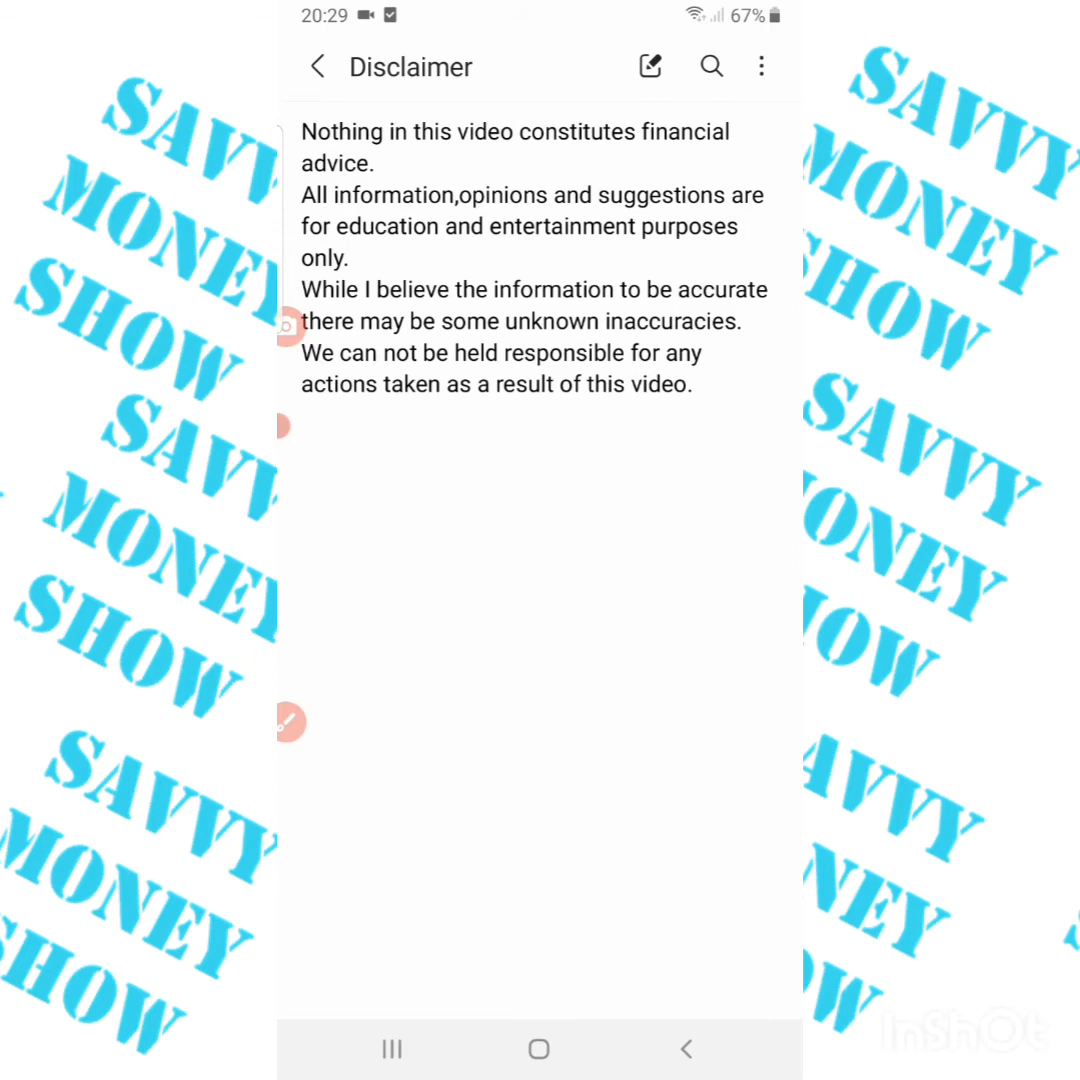 20:29
67%
Disclaimer
Nothing in this video constitutes financial
advice.
All information,opinions and suggestions are
for education and entertainment purposes
only.
While I believe the information to be accurate
there may be some unknown inaccuracies.
We can not be held responsible for any
actions taken as a result of this video.
SAVVY
MONEY
SHOW
SAVVY
MONEY
SHOW
SAVVY
MONEY
SHOW
SAVVY
MONEY
SHOW
SAVVY
MONEY
SHOW
SAVVY
MONEY
SHOW
InShOt